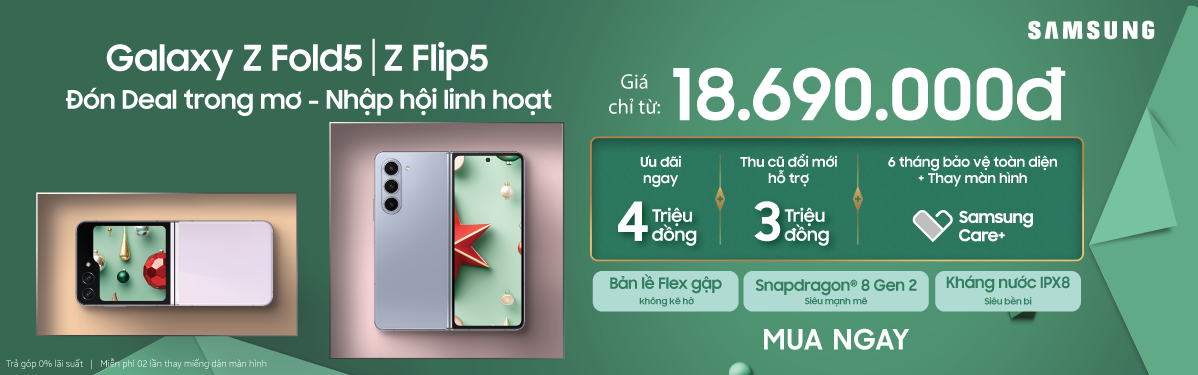 SAMSUNG
Galaxy Z Fold5 | Z Flip5
Đón Deal trong mơ - Nhập hội linh hoạt
Giá
chỉ từ: 18.690.000đ
Ưu đãi
ngay
4 Triệu
đồng
Thu cũ đổi mới
hỗ trợ
3 Triệu
đồng
6 tháng bảo vệ toàn diện
+ Thay màn hình
Samsung
Care+
Bản lề Flex gập
không kẽ hở
Snapdragon® 8 Gen 2
Siêu mạnh mẽ
Kháng nước IPX8
Siêu bền bỉ
MUA NGAY
Trả góp 0% lãi suất | Miễn phí 02 lần thay miếng dán màn hình